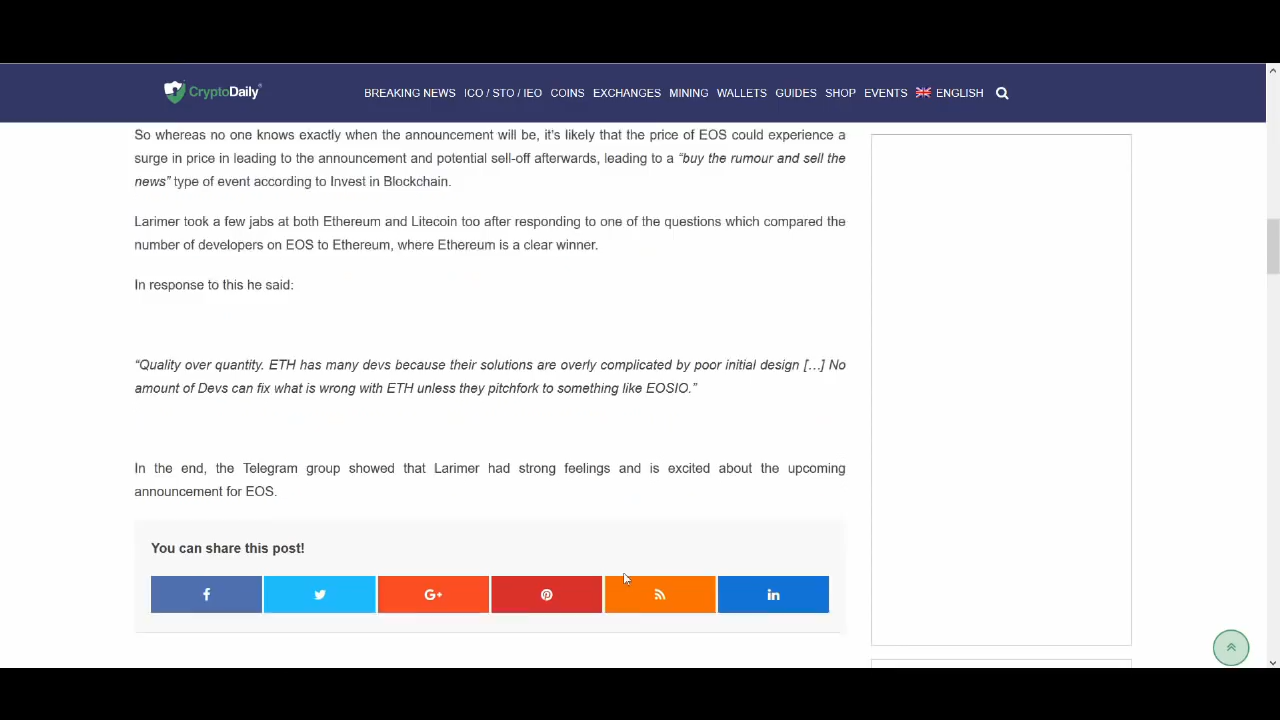 CryptoDaily
BREAKING NEWS ICO / STO / IEO COINS EXCHANGES MINING WALLETS GUIDES SHOP EVENTS ENGLISH
So whereas no one knows exactly when the announcement will be, it's likely that the price of EOS could experience a
surge in price in leading to the announcement and potential sell-off afterwards, leading to a “buy the rumour and sell the
news” type of event according to Invest in Blockchain.
Larimer took a few jabs at both Ethereum and Litecoin too after responding to one of the questions which compared the
number of developers on EOS to Ethereum, where Ethereum is a clear winner.
In response to this he said:
“Quality over quantity. ETH has many devs because their solutions are overly complicated by poor initial design […] No
amount of Devs can fix what is wrong with ETH unless they pitchfork to something like EOSIO.”
In the end, the Telegram group showed that Larimer had strong feelings and is excited about the upcoming
announcement for EOS.
You can share this post!